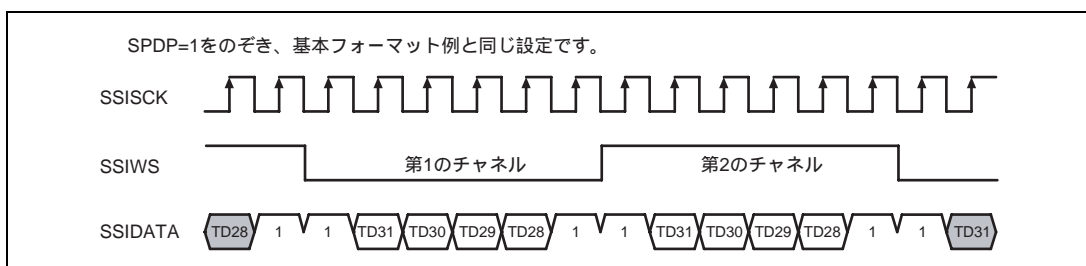 SPDP=1をのぞき、基本フォーマット例と同じ設定です。
SSISCK
SSIWS 第1のチャネル 第2のチャネル
SSIDATA TD28 1 1 TD31 TD30 TD29 TD28 1 1 TD31 TD30 TD29 TD28 1 1 TD31